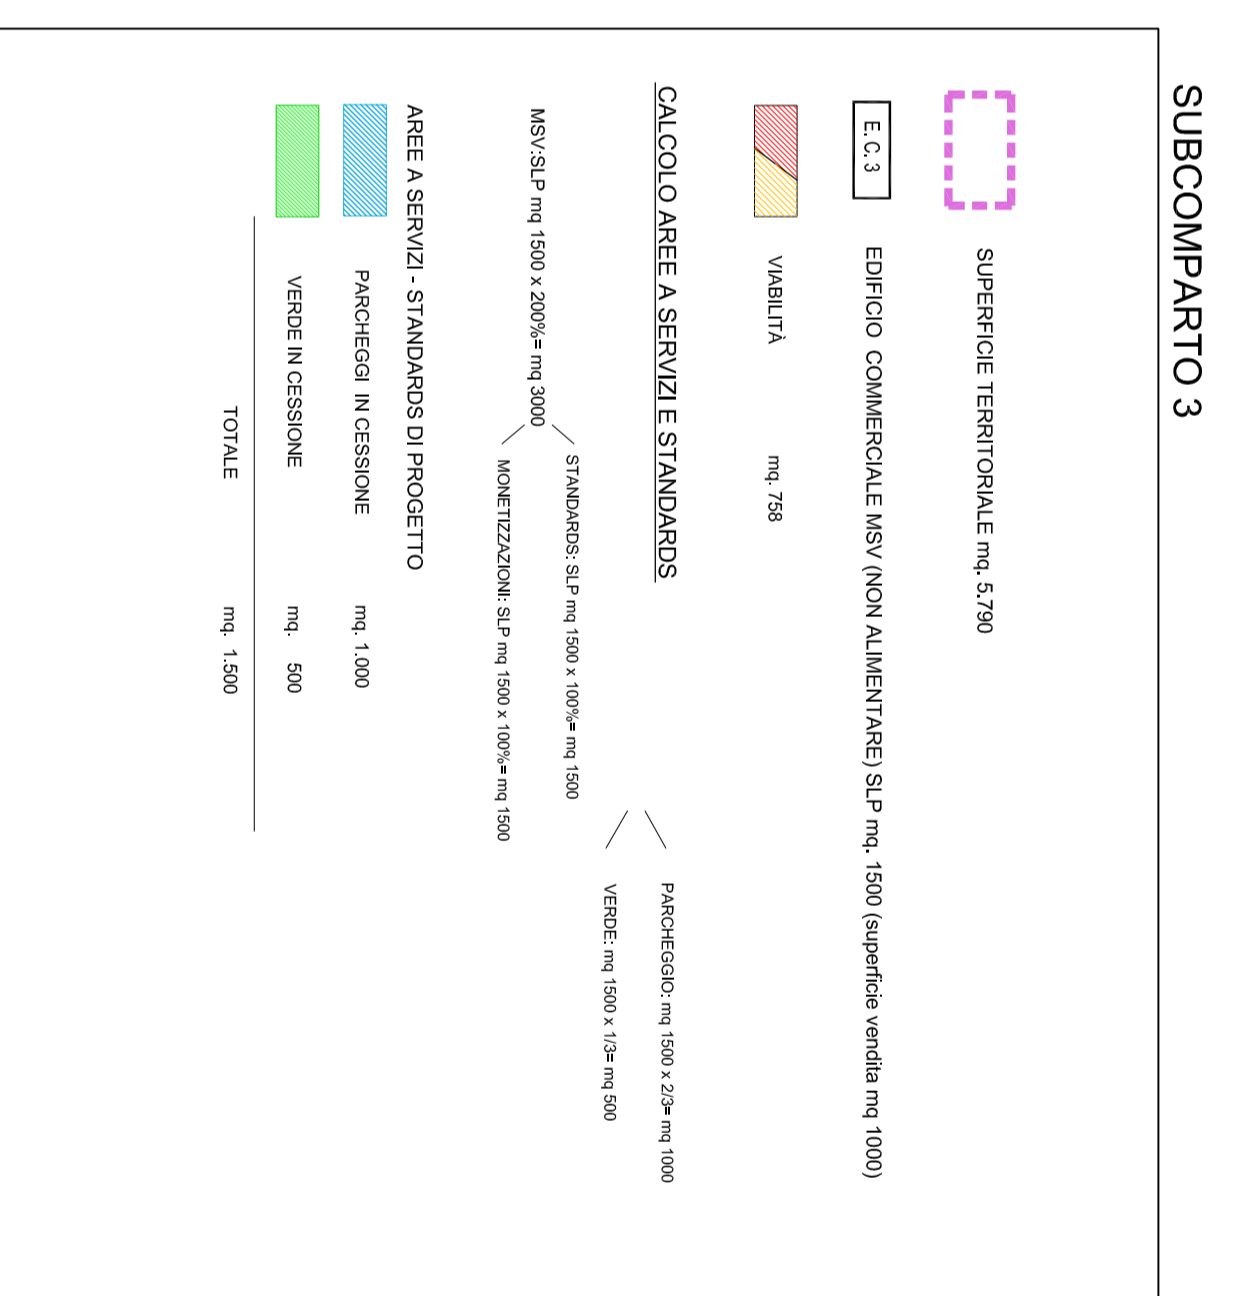 SUBCOMPARTO 3
SUPERFICIE TERRITORIALE mq. 5.790
E. C. 3 EDIFICIO COMMERCIALE MSV (NON ALIMENTARE) SLP mq. 1500 (superficie vendita mq 1000)
VIABILITÀ mq. 758
CALCOLO AREE A SERVIZI E STANDARDS
PARCHEGGIO: mq 1500 x 2/3= mq 1000
VERDE: mq 1500 x 1/3= mq 500
STANDARDS: SLP mq 1500 x 100%= mq 1500
MSV:SLP mq 1500 x 200%= mq 3000
MONETIZZAZIONI: SLP mq 1500 x 100%= mq 1500
AREE A SERVIZI - STANDARDS DI PROGETTO
PARCHEGGI IN CESSIONE mq. 1.000
VERDE IN CESSIONE mq. 500
TOTALE mq. 1.500